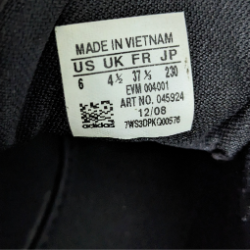 MADE IN VIETNAM
US UK FR JP
6 4½ 37⅓ 230
EVM 004001
ART NO. 045924
12/08
adidas 7WS3DPKQ00576